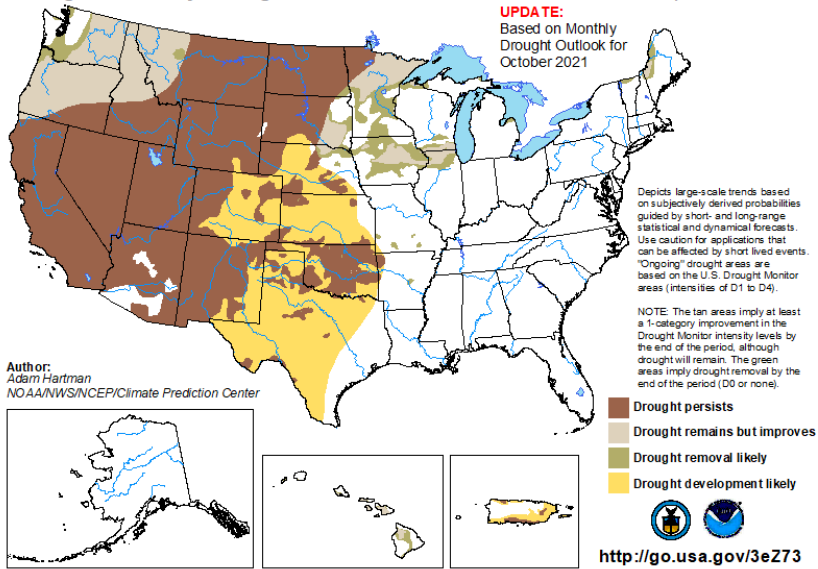 UPDATE:
Based on Monthly
Drought Outlook for
October 2021
Depicts large-scale trends based
on subjectively derived probabilities
guided by short- and long-range
statistical and dynamical forecasts.
Use caution for applications that
can be affected by short lived events.
"Ongoing" drought areas are
based on the U.S. Drought Monitor
areas (intensities of D1 to D4).
NOTE: The tan areas imply at least
a 1-category improvement in the
Drought Monitor intensity levels by
the end of the period, although
drought will remain. The green
areas imply drought removal by the
end of the period (D0 or none).
Author:
Adam Hartman
NOAA/NWS/NCEP/Climate Prediction Center
Drought persists
Drought remains but improves
Drought removal likely
Drought development likely
http://go.usa.gov/3eZ73